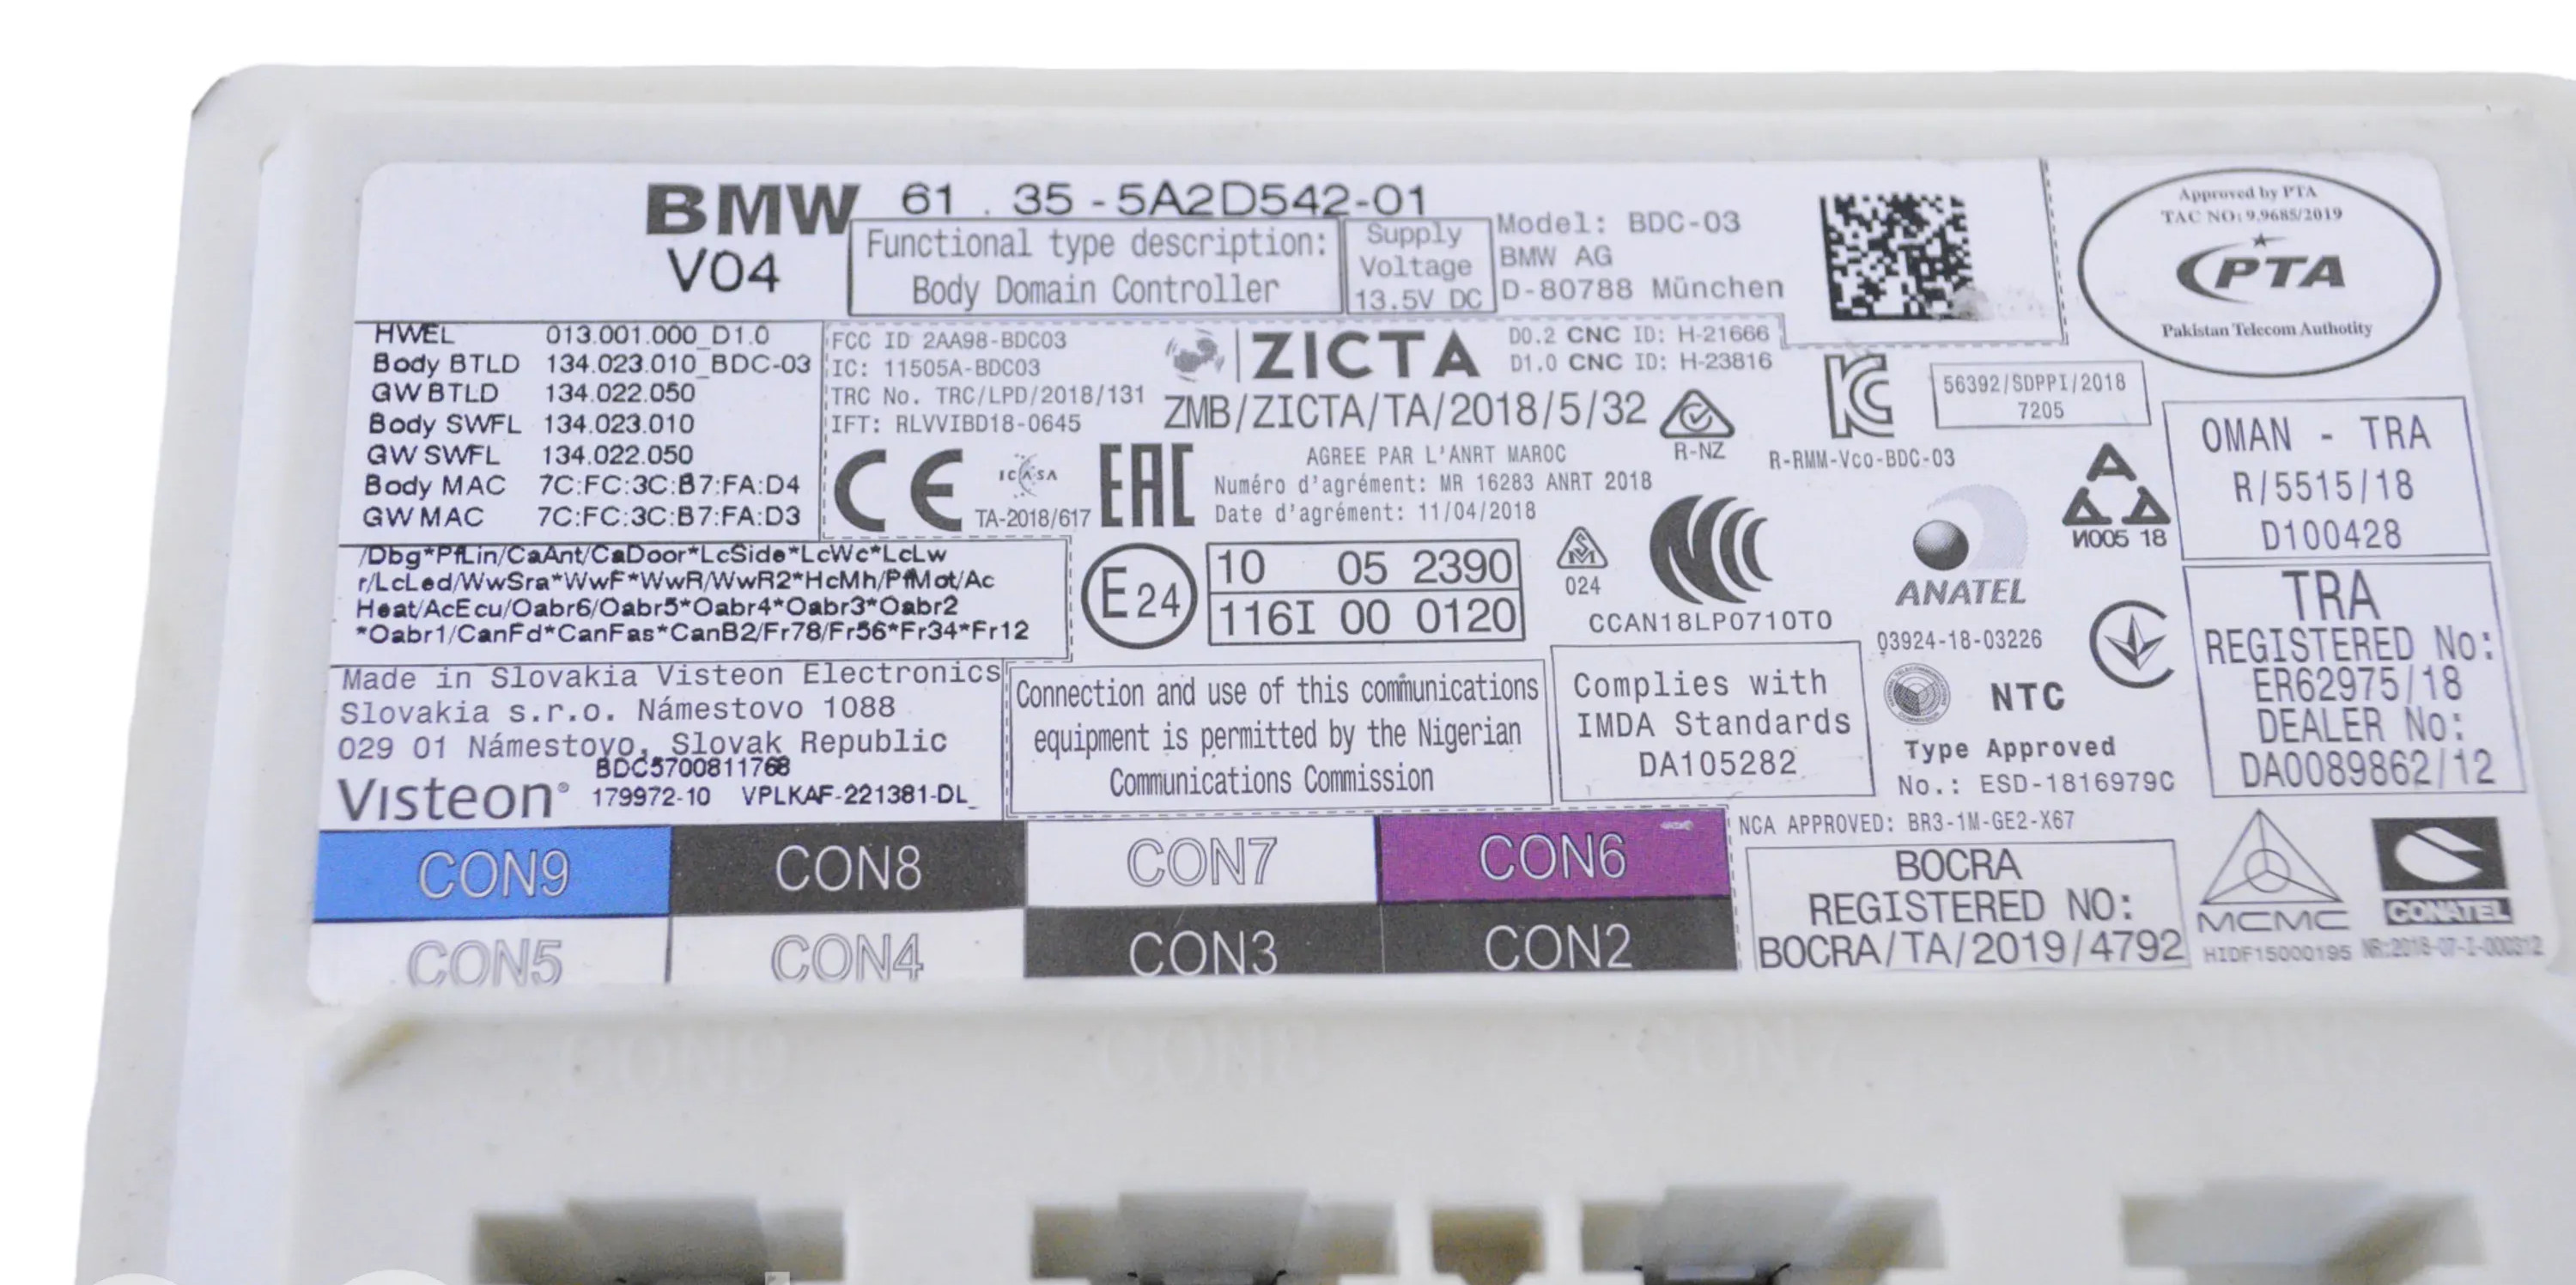 BMW 61 . 35 - 5A2D542-01
V04
Functional type description:
Body Domain Controller
Supply
Voltage
13.5V DC
Model: BDC-03
BMW AG
D-80788 München
Approved by PTA
TAC NO: 9.9685/2019
PTA
Pakistan Telecom Authotity
HWEL 013.001.000_D1.0
Body BTLD 134.023.010_BDC-03
GW BTLD 134.022.050
Body SWFL 134.023.010
GW SWFL 134.022.050
Body MAC 7C:FC:3C:B7:FA:D4
GW MAC 7C:FC:3C:B7:FA:D3
FCC ID 2AA98-BDC03
IC: 11505A-BDC03
TRC No. TRC/LPD/2018/131
IFT: RLVVIBD18-0645
ZICTA
ZMB/ZICTA/TA/2018/5/32
D0.2 CNC ID: H-21666
D1.0 CNC ID: H-23816
R-NZ
R-RMM-Vco-BDC-03
56392/SDPPI/2018
7205
OMAN - TRA
R/5515/18
D100428
CE
ICASA
TA-2018/617
EAC
AGREE PAR L'ANRT MAROC
Numéro d'agrément: MR 16283 ANRT 2018
Date d'agrément: 11/04/2018
/Dbg*PfLin/CaAnt/CaDoor*LcSide*LcWc*LcLw
r/LcLed/WwSra*WwF*WwR/WwR2*HcMh/PfMot/Ac
Heat/AcEcu/Oabr6/Oabr5*Oabr4*Oabr3*Oabr2
*Oabr1/CanFd*CanFas*CanB2/Fr78/Fr56*Fr34*Fr12
E24
10 05 2390
116I 00 0120
024
CCAN18LP0710T0
ANATEL
03924-18-03226
И005 18
TRA
REGISTERED No:
ER62975/18
DEALER No:
DA0089862/12
Made in Slovakia Visteon Electronics
Slovakia s.r.o. Námestovo 1088
029 01 Námestovo, Slovak Republic
BDC5700811768
Visteon® 179972-10 VPLKAF-221381-DL_
Connection and use of this communications
equipment is permitted by the Nigerian
Communications Commission
Complies with
IMDA Standards
DA105282
NTC
Type Approved
No.: ESD-1816979C
NCA APPROVED: BR3-1M-GE2-X67
BOCRA
REGISTERED NO:
BOCRA/TA/2019/4792
MCMC
HIDF15000195
CONATEL
NR:2018-07-I-000312
CON9 CON8 CON7 CON6
CON5 CON4 CON3 CON2
CON9 CON8